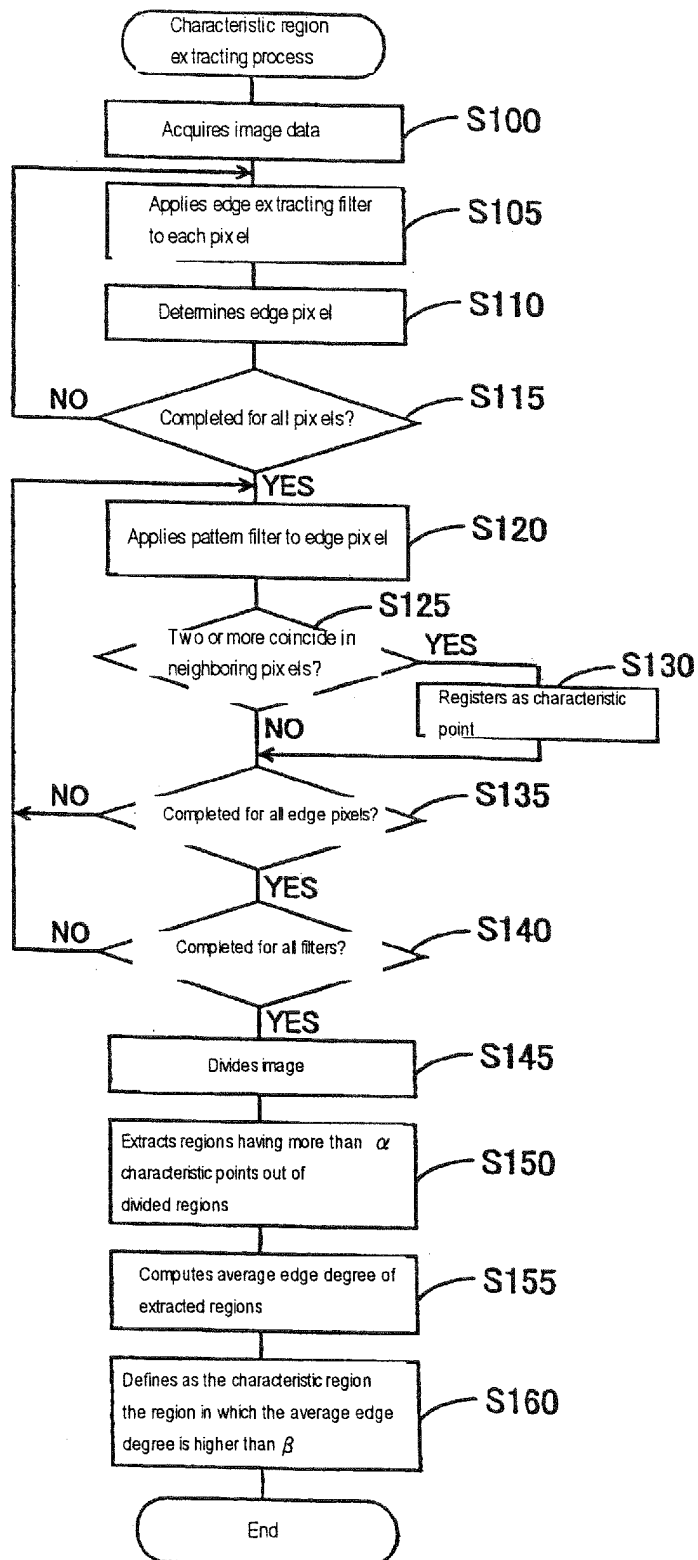 Characteristic region
extracting process
Acquires image data
S100
Applies edge extracting filter
to each pixel
S105
Determines edge pixel
S110
Completed for all pixels?
S115
NO
YES
Applies pattern filter to edge pixel
S120
S125
Two or more coincide in
neighboring pixels?
YES
S130
Registers as characteristic
point
NO
NO
Completed for all edge pixels?
S135
YES
NO
Completed for all filters?
S140
YES
Divides image
S145
Extracts regions having more than α
characteristic points out of
divided regions
S150
Computes average edge degree of
extracted regions
S155
Defines as the characteristic region
the region in which the average edge
degree is higher than β
S160
End